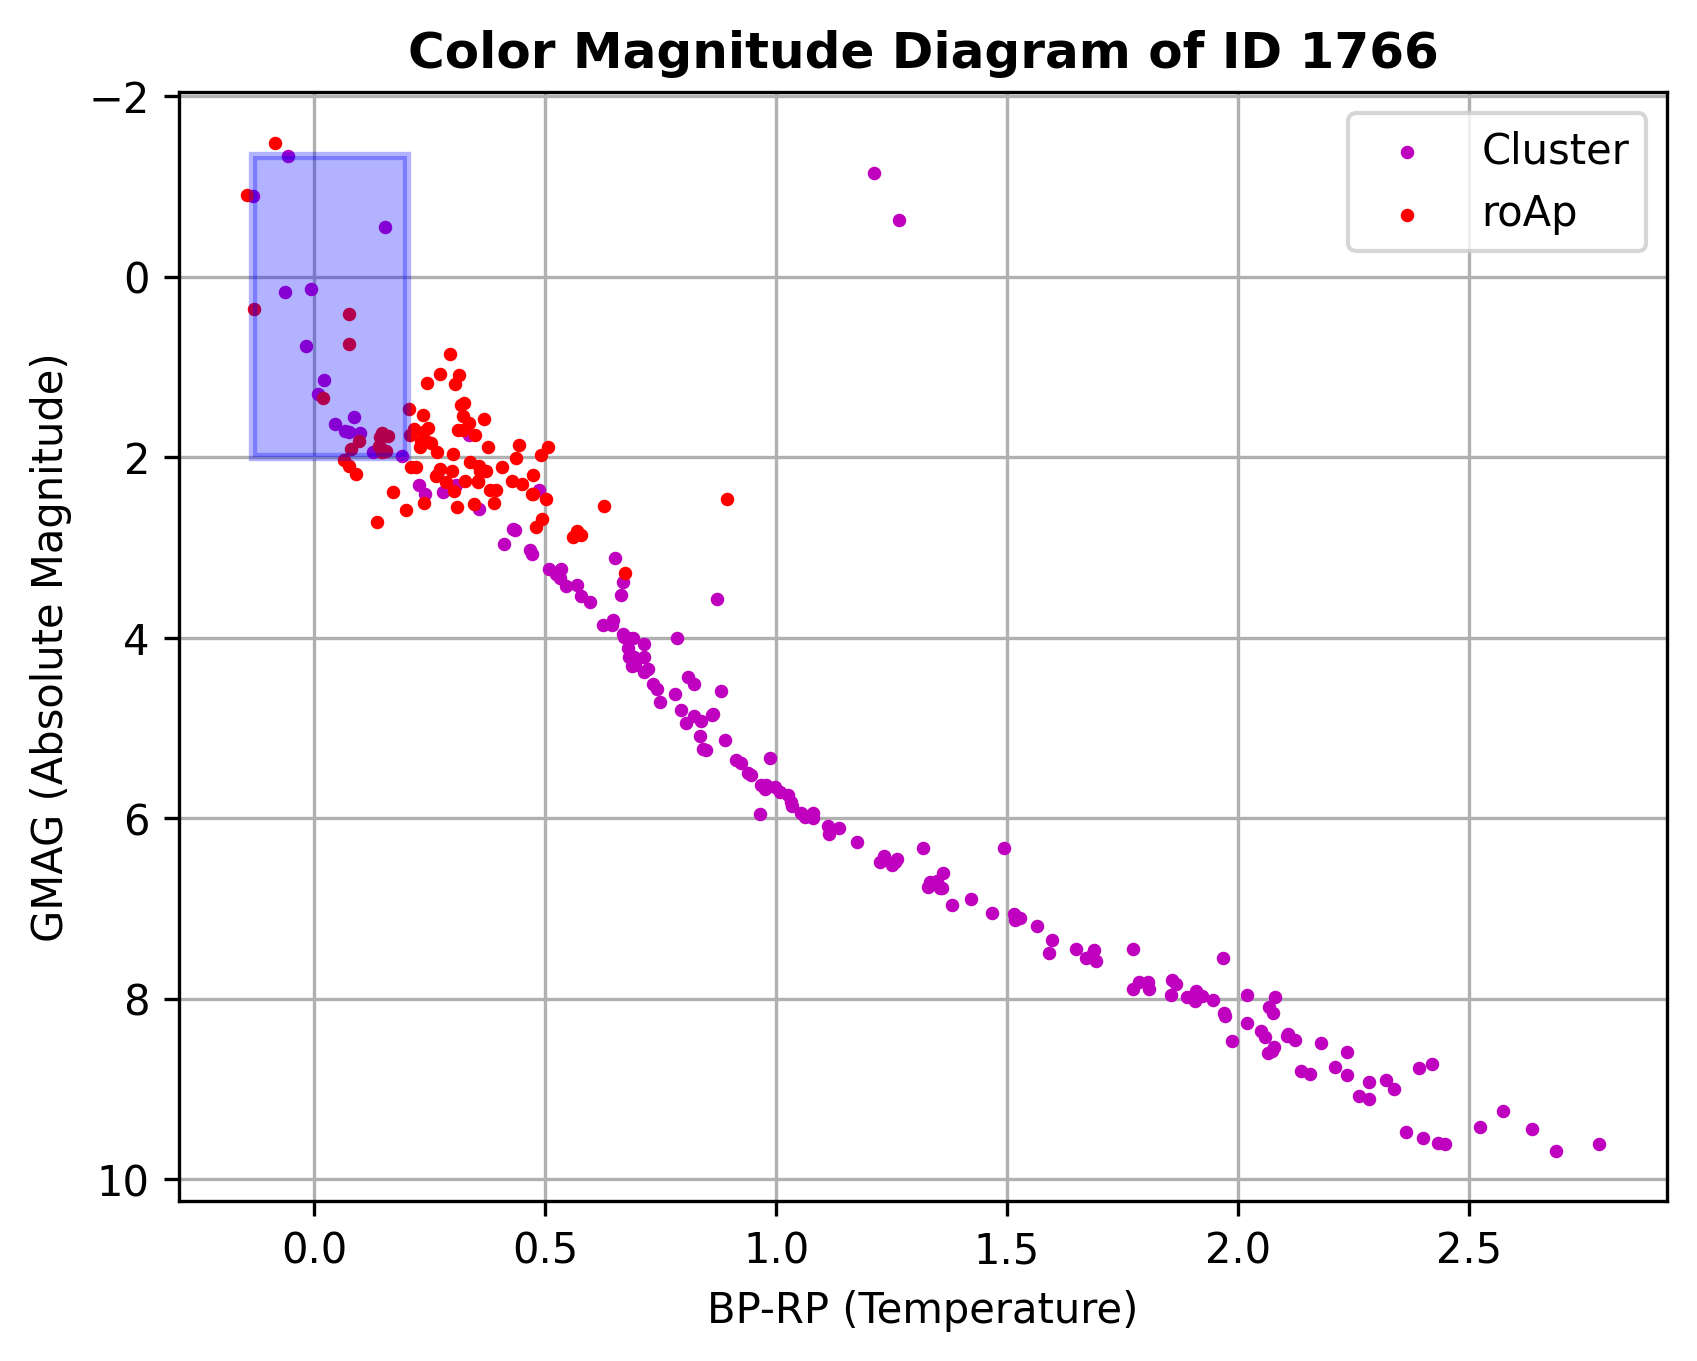 Color Magnitude Diagram of ID 1766
Cluster
roAp
GMAG (Absolute Magnitude)
−2
0
2
4
6
8
10
0.0 0.5 1.0 1.5 2.0 2.5
BP-RP (Temperature)